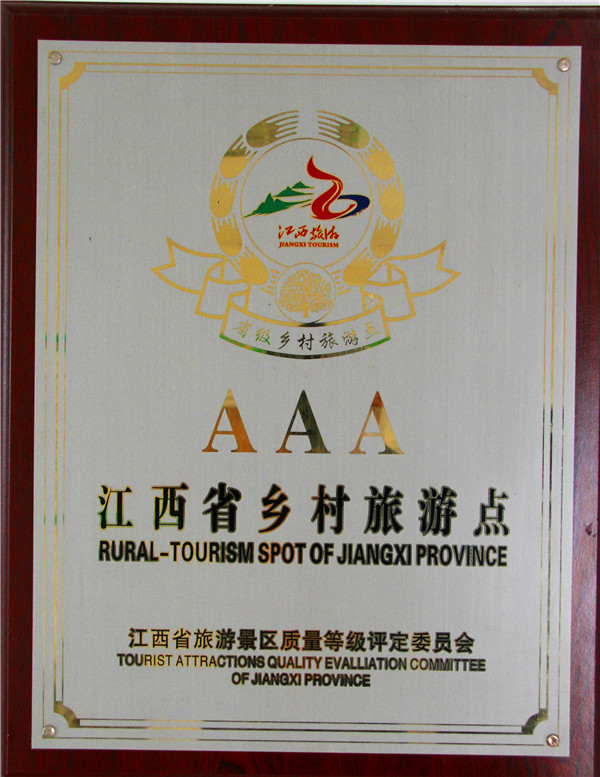 江西旅游
JIANGXI TOURISM
省级乡村旅游点
AAA
江西省乡村旅游点
RURAL-TOURISM SPOT OF JIANGXI PROVINCE
江西省旅游景区质量等级评定委员会
TOURIST ATTRACTIONS QUALITY EVALLIATION COMMITTEE
OF JIANGXI PROVINCE